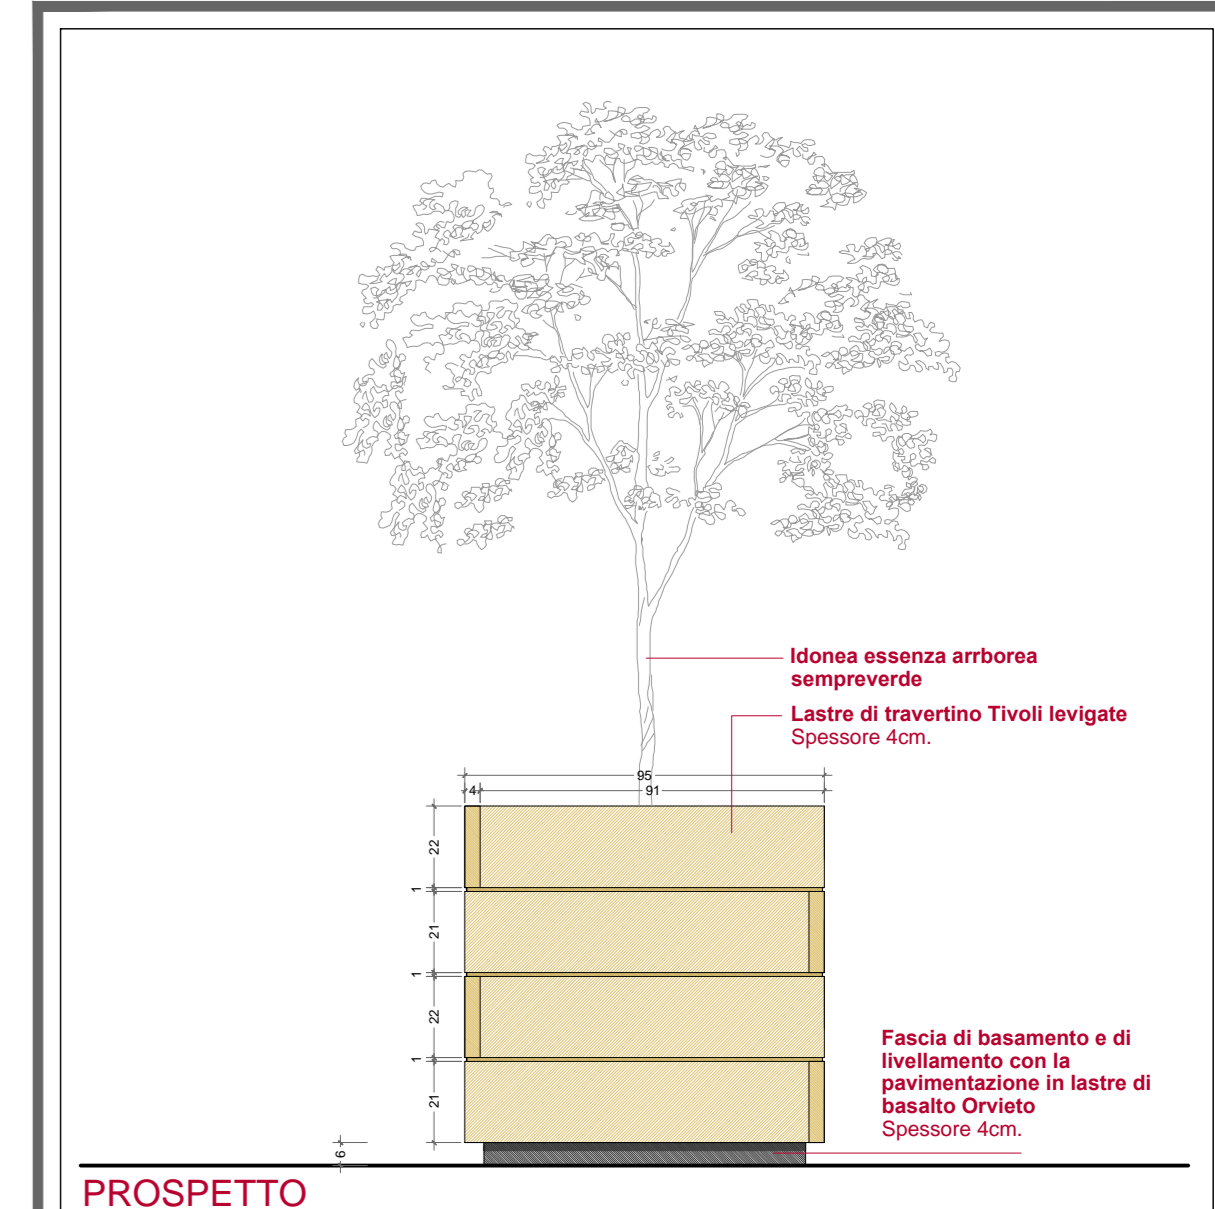 Idonea essenza arrborea
sempreverde
Lastre di travertino Tivoli levigate
Spessore 4cm.
95
4
91
22
1
21
1
22
1
21
6
Fascia di basamento e di
livellamento con la
pavimentazione in lastre di
basalto Orvieto
Spessore 4cm.
PROSPETTO